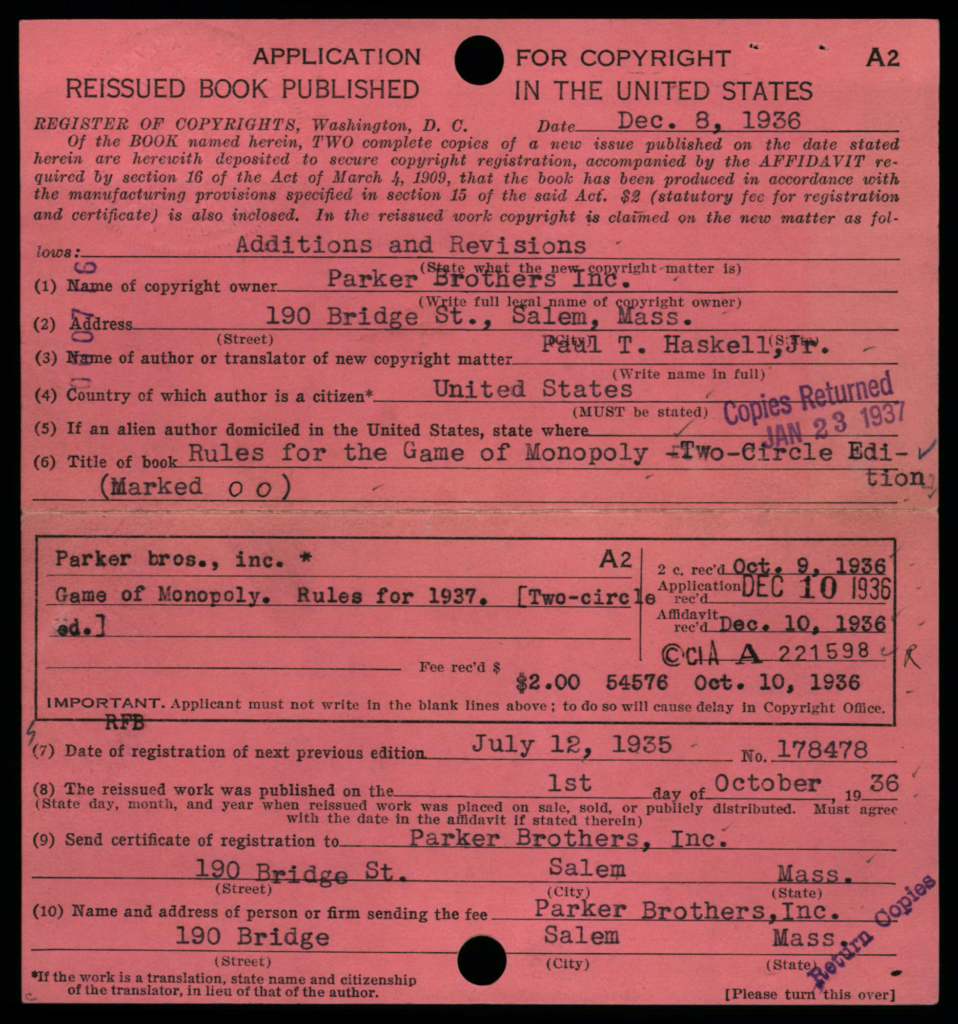 APPLICATION FOR COPYRIGHT A2
REISSUED BOOK PUBLISHED IN THE UNITED STATES
REGISTER OF COPYRIGHTS, Washington, D. C. Date Dec. 8, 1936
Of the BOOK named herein, TWO complete copies of a new issue published on the date stated
herein are herewith deposited to secure copyright registration, accompanied by the AFFIDAVIT re-
quired by section 16 of the Act of March 4, 1909, that the book has been produced in accordance with
the manufacturing provisions specified in section 15 of the said Act. $2 (statutory fee for registration
and certificate) is also inclosed. In the reissued work copyright is claimed on the new matter as fol-
lows: Additions and Revisions
(State what the new copyright matter is)
(1) Name of copyright owner Parker Brothers Inc.
(Write full legal name of copyright owner)
(2) Address 190 Bridge St., Salem, Mass.
(Street) (City) (State)
(3) Name of author or translator of new copyright matter Paul T. Haskell,Jr.
(Write name in full)
(4) Country of which author is a citizen* United States
(MUST be stated)
Copies Returned
JAN 23 1937
(5) If an alien author domiciled in the United States, state where
(6) Title of book Rules for the Game of Monopoly -Two-Circle Edi-
tion
(Marked o o)
Parker bros., inc. * A2
Game of Monopoly. Rules for 1937. [Two-circle
ed.]
2 c. rec'd Oct. 9, 1936
Application rec'd DEC 10 1936
Affidavit rec'd Dec. 10, 1936
©CIA A 221598 R
Fee rec'd $
$2.00 54576 Oct. 10, 1936
IMPORTANT. Applicant must not write in the blank lines above; to do so will cause delay in Copyright Office.
RFB
(7) Date of registration of next previous edition July 12, 1935 No. 178478
(8) The reissued work was published on the 1st day of October, 19 36
(State day, month, and year when reissued work was placed on sale, sold, or publicly distributed. Must agree
with the date in the affidavit if stated therein)
(9) Send certificate of registration to Parker Brothers, Inc.
190 Bridge St. Salem Mass.
(Street) (City) (State)
(10) Name and address of person or firm sending the fee Parker Brothers,Inc.
190 Bridge Salem Mass.
(Street) (City) (State)
Return Copies
*If the work is a translation, state name and citizenship
of the translator, in lieu of that of the author.
[Please turn this over]